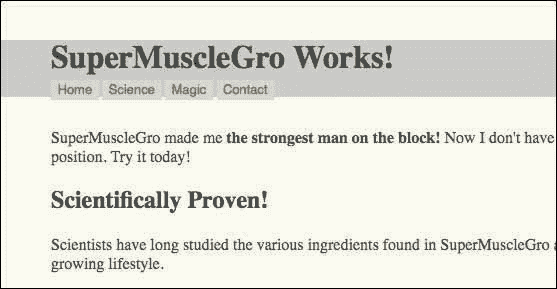 SuperMuscleGro Works!
Home Science Magic Contact
SuperMuscleGro made me the strongest man on the block! Now I don't have
position. Try it today!
Scientifically Proven!
Scientists have long studied the various ingredients found in SuperMuscleGro a
growing lifestyle.